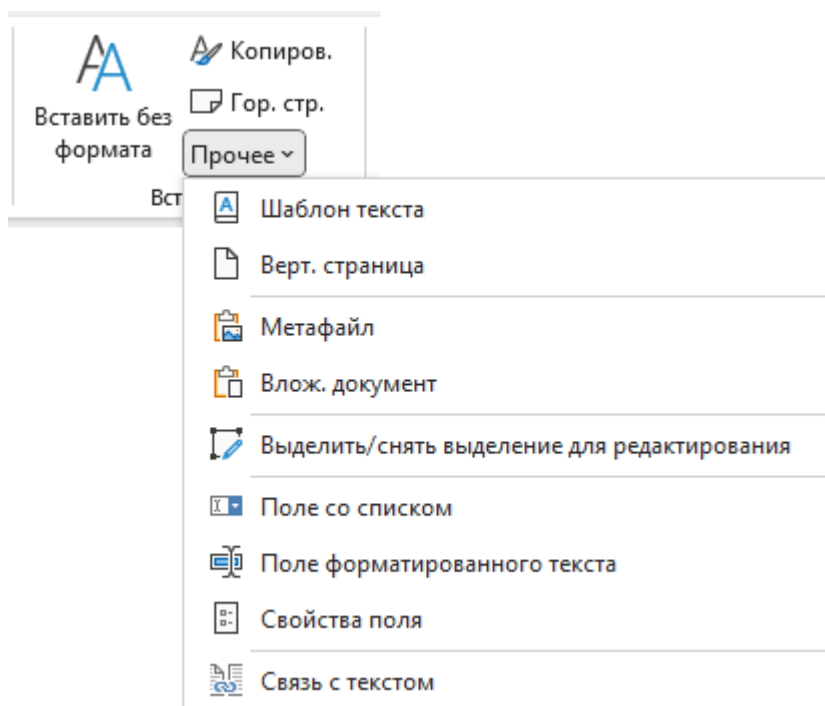 Вставить без
формата
Копиров.
Гор. стр.
Прочее
Вст
Шаблон текста
Верт. страница
Метафайл
Влож. документ
Выделить/снять выделение для редактирования
Поле со списком
Поле форматированного текста
Свойства поля
Связь с текстом